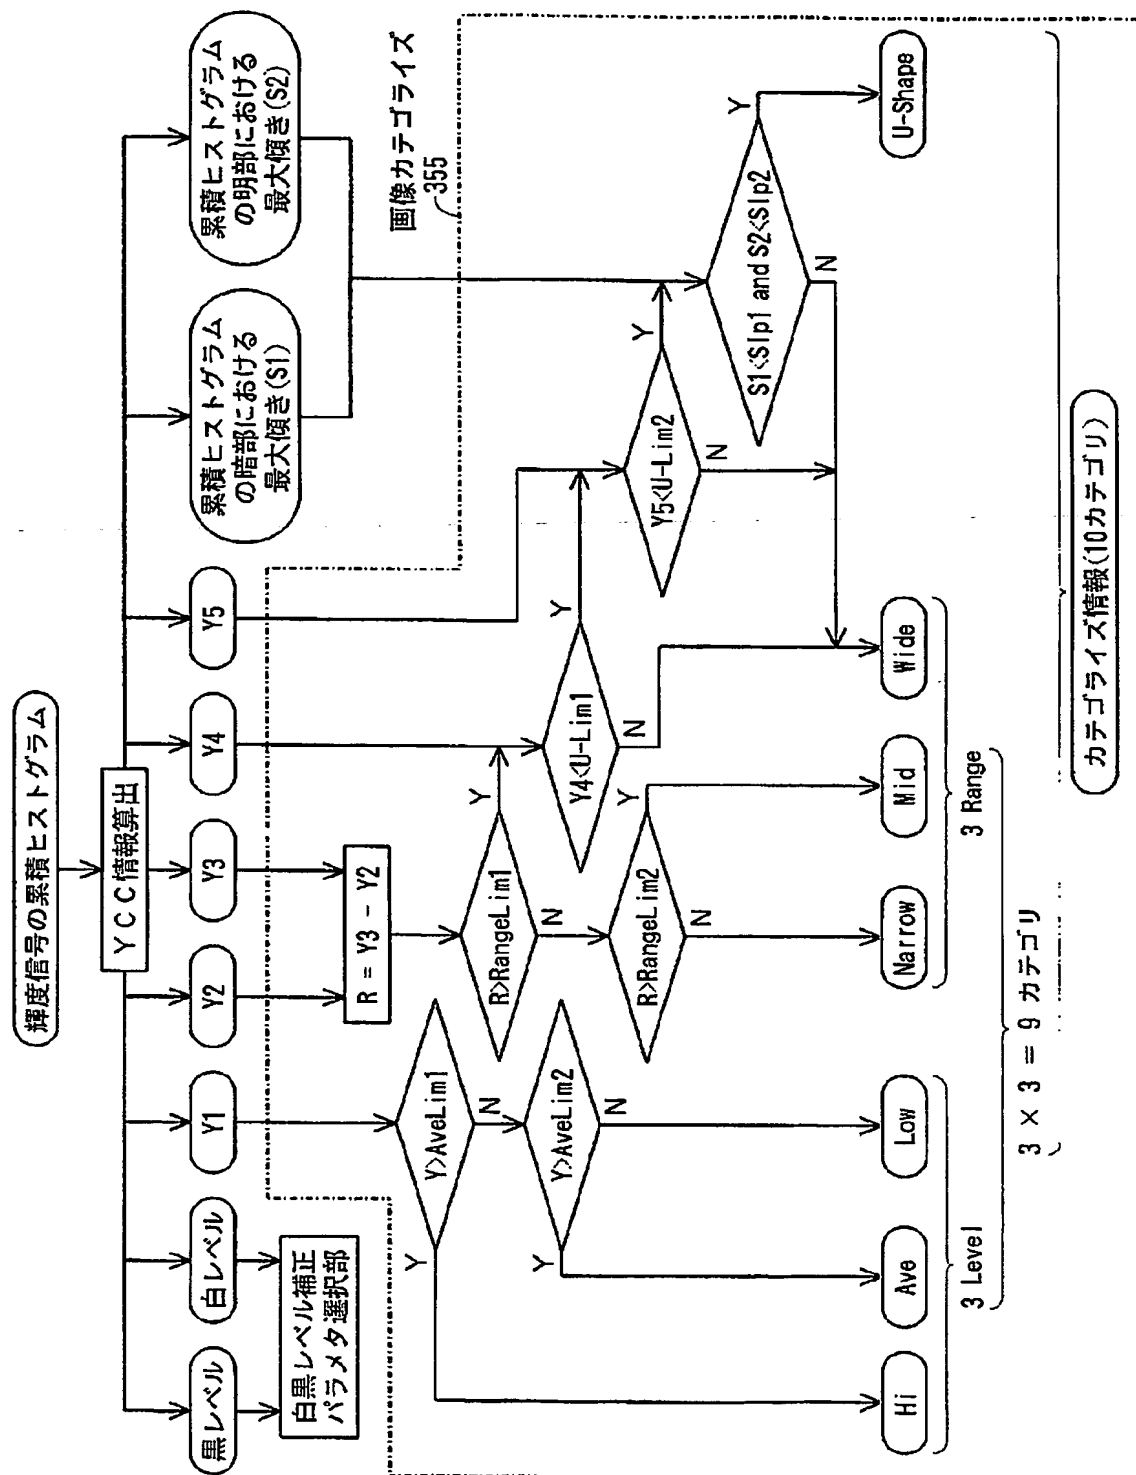 輝度信号の累積ヒストグラム
YCC情報算出
黒レベル
白レベル
Y1
Y2
Y3
Y4
Y5
累積ヒストグラム
の暗部における
最大傾き(S1)
累積ヒストグラム
の明部における
最大傾き(S2)
白黒レベル補正
パラメタ選択部
R = Y3 - Y2
画像カテゴライズ
355
Y>AveLim1
Y
N
Y>AveLim2
Y
N
R>RangeLim1
Y
N
R>RangeLim2
Y
N
Y4<U-Lim1
Y
N
Y5<U-Lim2
Y
N
S1<Slp1 and S2<Slp2
Y
N
Hi
Ave
Low
Narrow
Mid
Wide
U-Shape
3 Level
3 Range
3 × 3 = 9 カテゴリ
カテゴライズ情報(10カテゴリ)